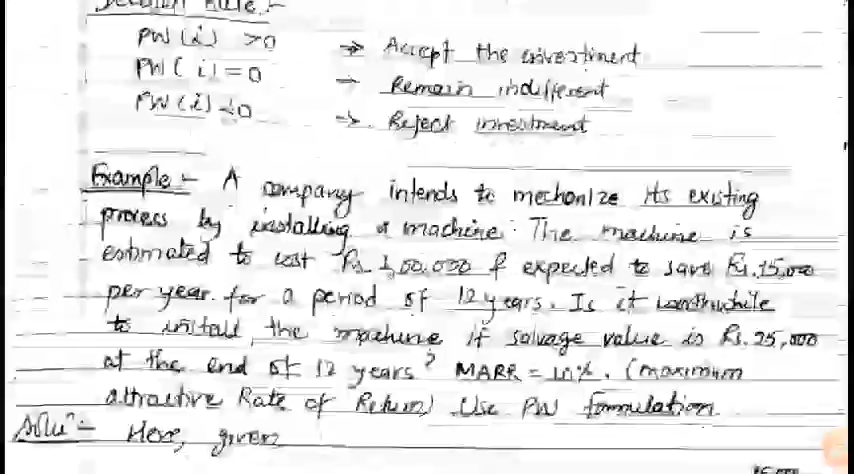 Decision Rule :-
PW(i) >0 → Accept the investment
PW(i)=0 → Remain indifferent
PW(i) <0 → Reject investment
Example :- A company intends to mechanize its existing
process by installing a machine. The machine is
estimated to cost Rs. 1,00,000 & expected to save Rs. 15,000
per year for a period of 12 years. Is it worthwhile
to install the machine if salvage value is Rs. 25,000
at the end of 12 years? MARR = 10%. (maximum
attractive Rate of Return) Use PW formulation
Soluⁿ :- Here, given